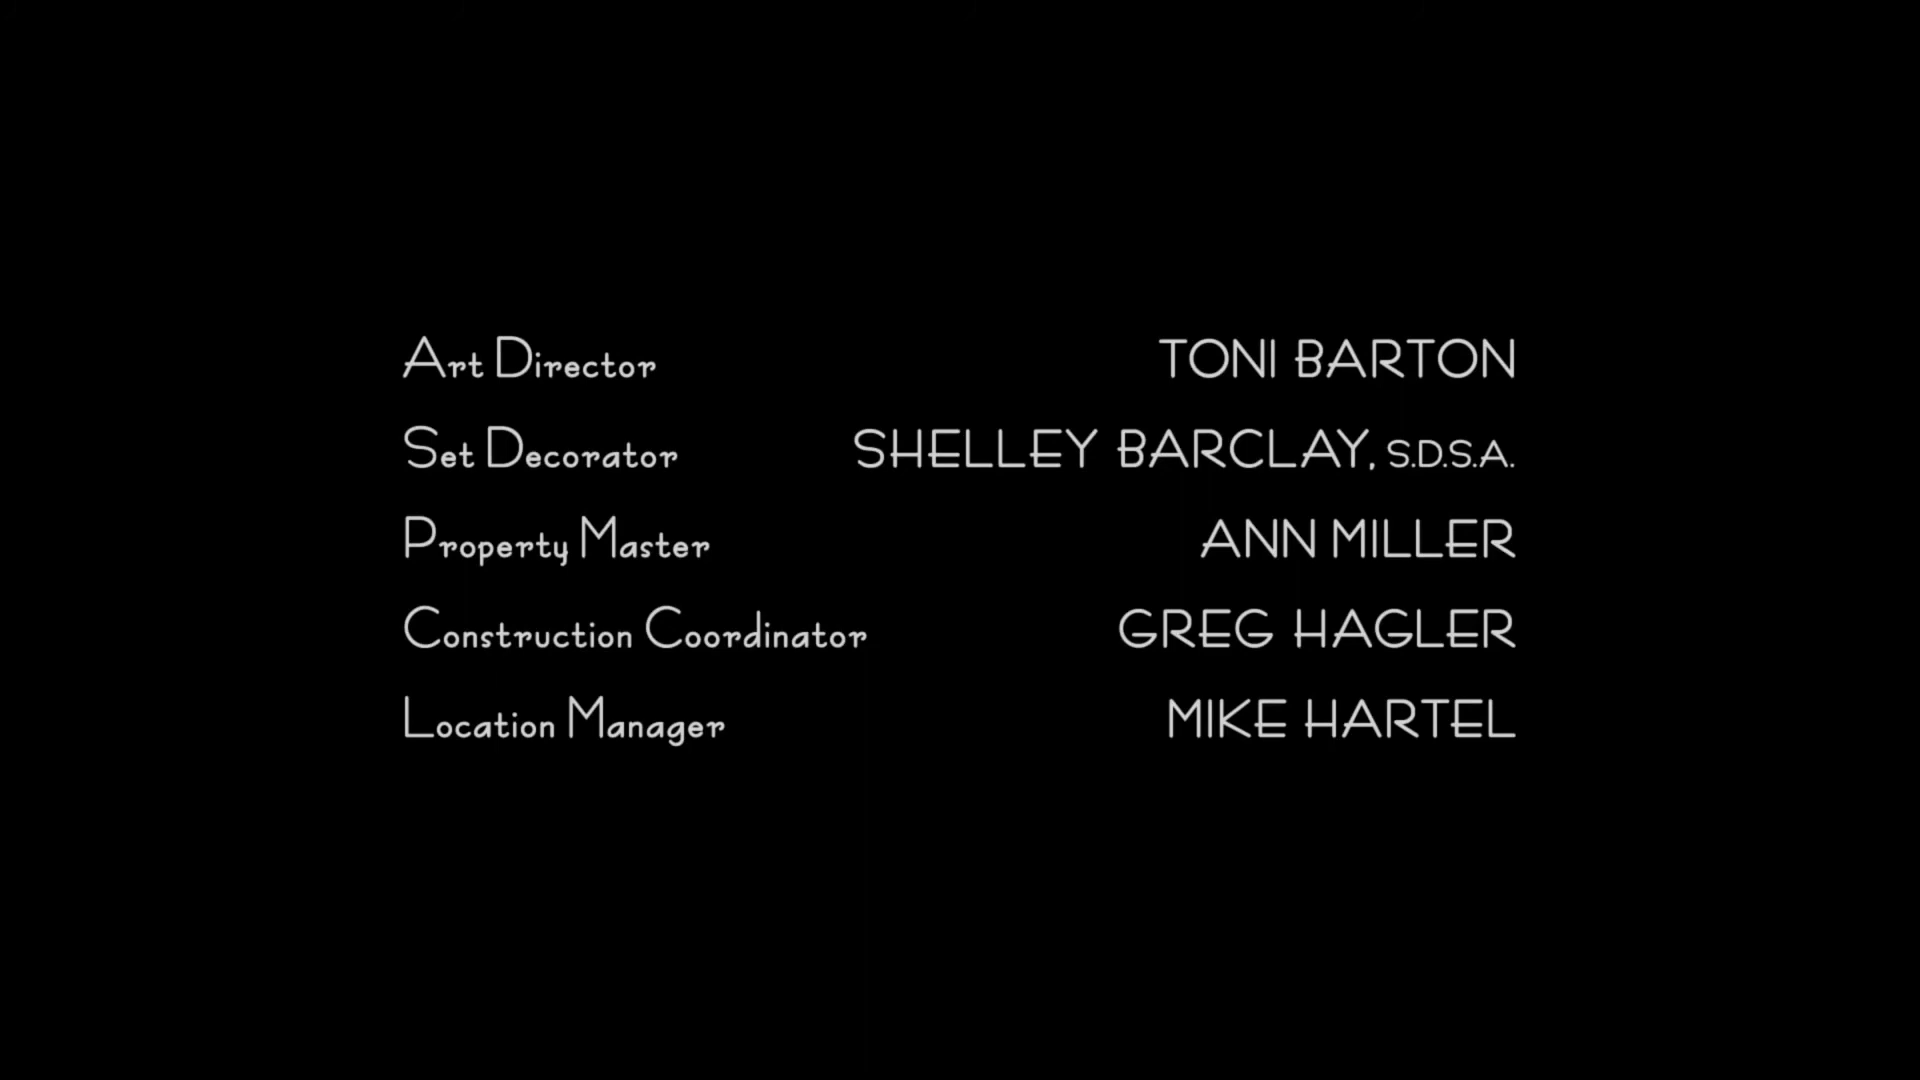 Art Director TONI BARTON
Set Decorator SHELLEY BARCLAY, S.D.S.A.
Property Master ANN MILLER
Construction Coordinator GREG HAGLER
Location Manager MIKE HARTEL